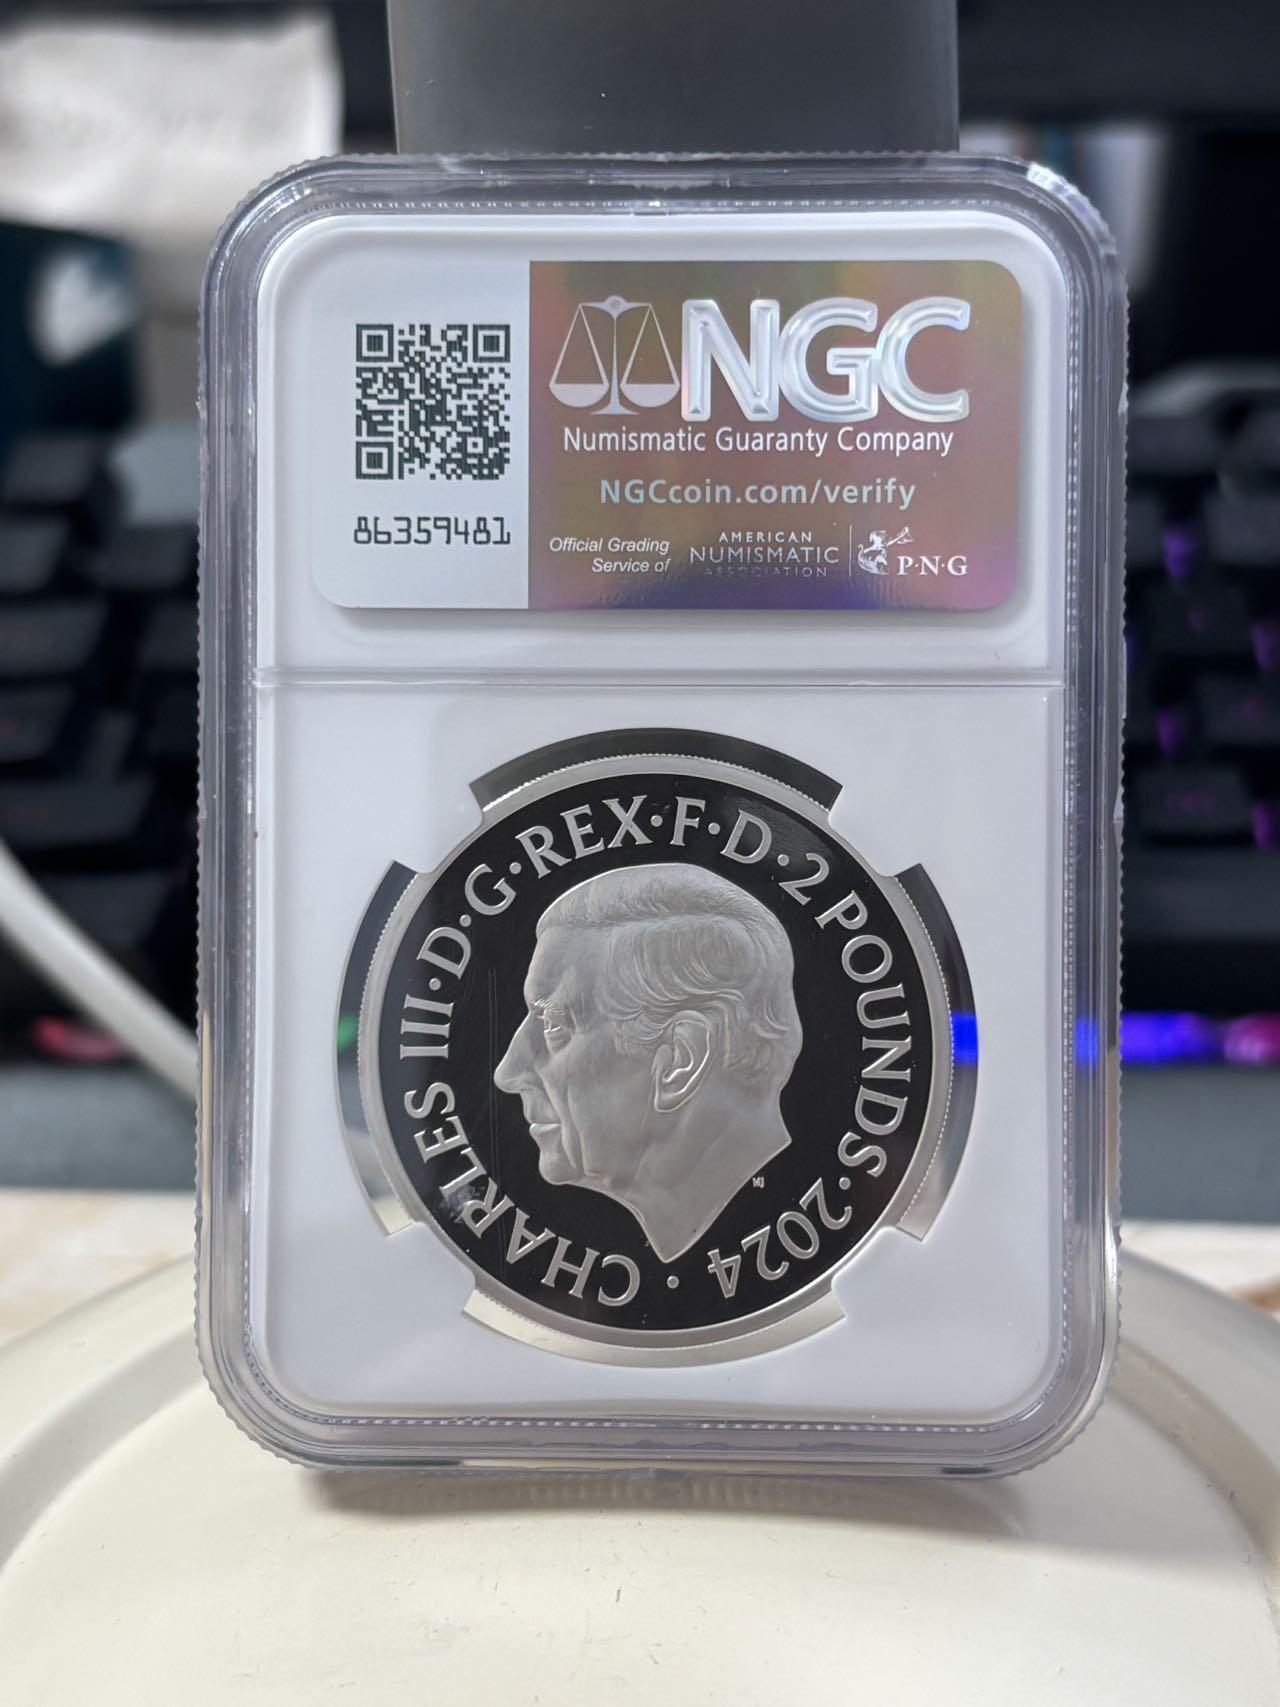 NGC
Numismatic Guaranty Company
NGCcoin.com/verify
86359481
Official Grading
Service of
AMERICAN
NUMISMATIC
ASSOCIATION
P·N·G
CHARLES III·D·G·REX·F·D·2 POUNDS·2024·
MJ